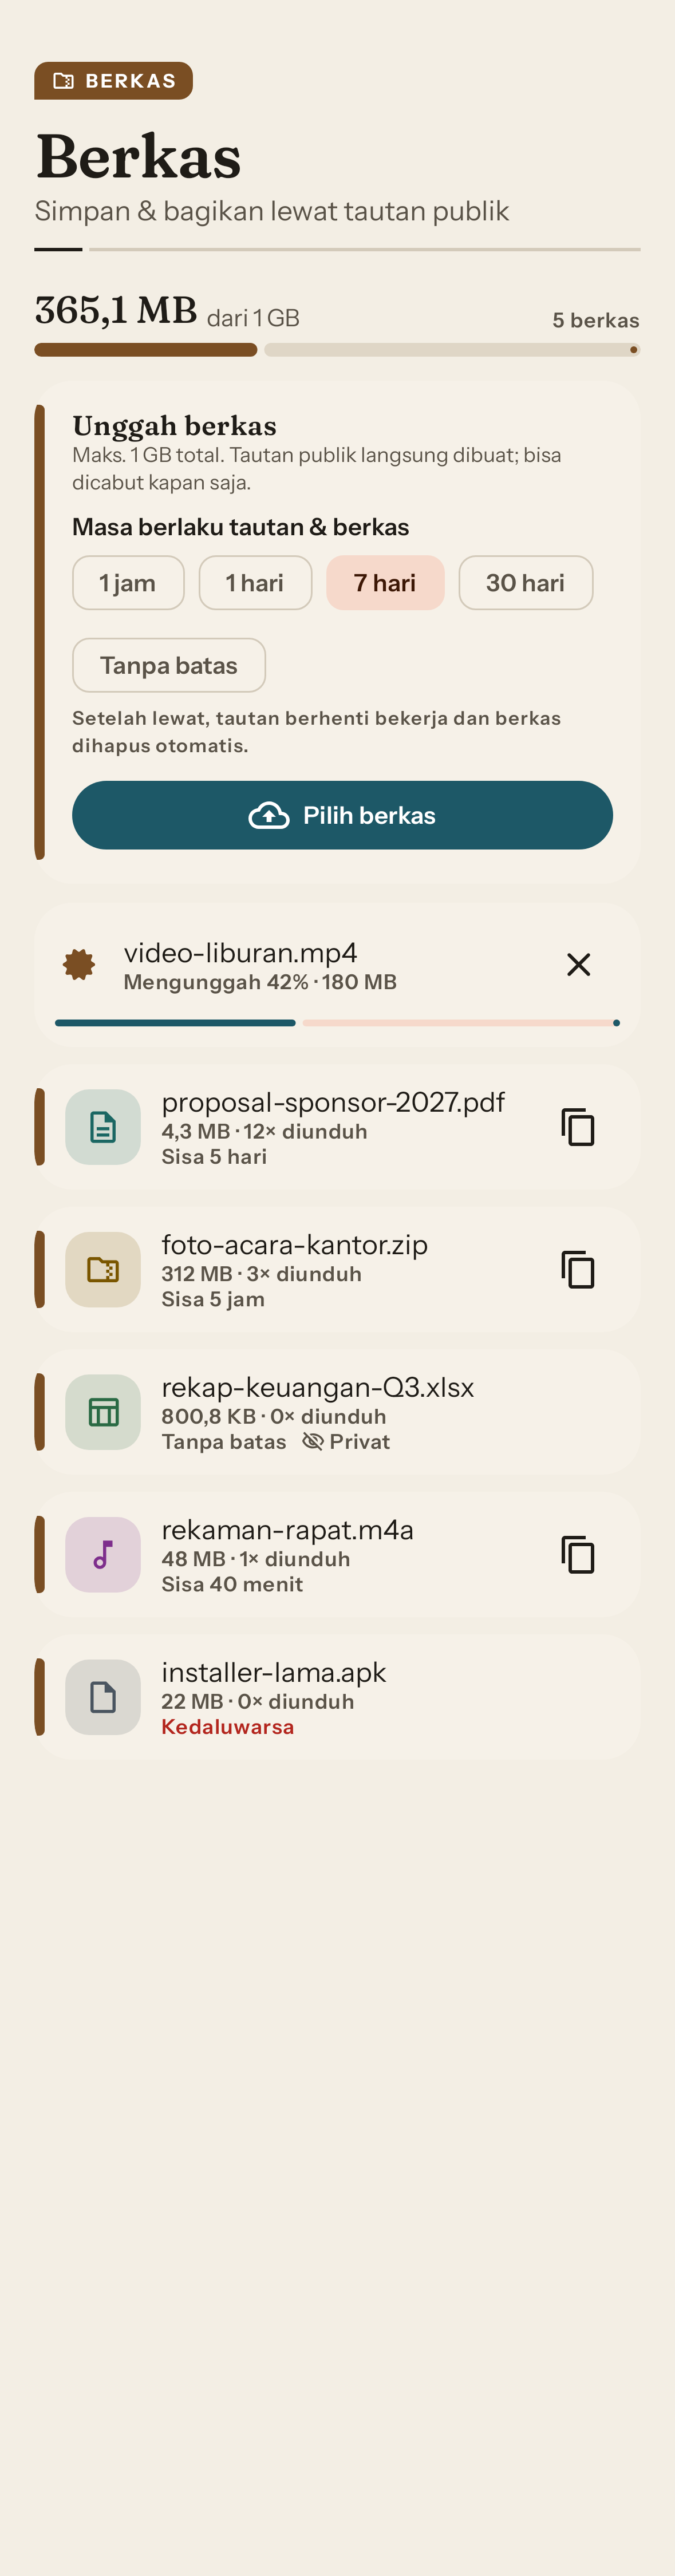 BERKAS
Berkas
Simpan & bagikan lewat tautan publik
365,1 MB dari 1 GB
5 berkas
Unggah berkas
Maks. 1 GB total. Tautan publik langsung dibuat; bisa
dicabut kapan saja.
Masa berlaku tautan & berkas
1 jam
1 hari
7 hari
30 hari
Tanpa batas
Setelah lewat, tautan berhenti bekerja dan berkas
dihapus otomatis.
Pilih berkas
video-liburan.mp4
Mengunggah 42% · 180 MB
proposal-sponsor-2027.pdf
4,3 MB · 12× diunduh
Sisa 5 hari
foto-acara-kantor.zip
312 MB · 3× diunduh
Sisa 5 jam
rekap-keuangan-Q3.xlsx
800,8 KB · 0× diunduh
Tanpa batas Privat
rekaman-rapat.m4a
48 MB · 1× diunduh
Sisa 40 menit
installer-lama.apk
22 MB · 0× diunduh
Kedaluwarsa